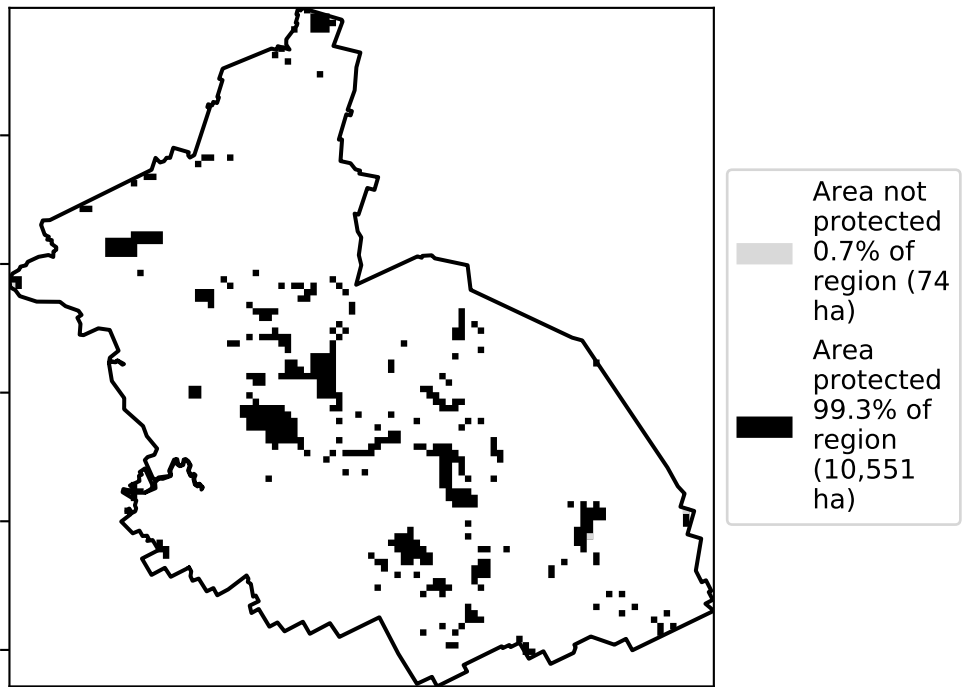 Area not
protected
0.7% of
region (74
ha)
Area
protected
99.3% of
region
(10,551
ha)